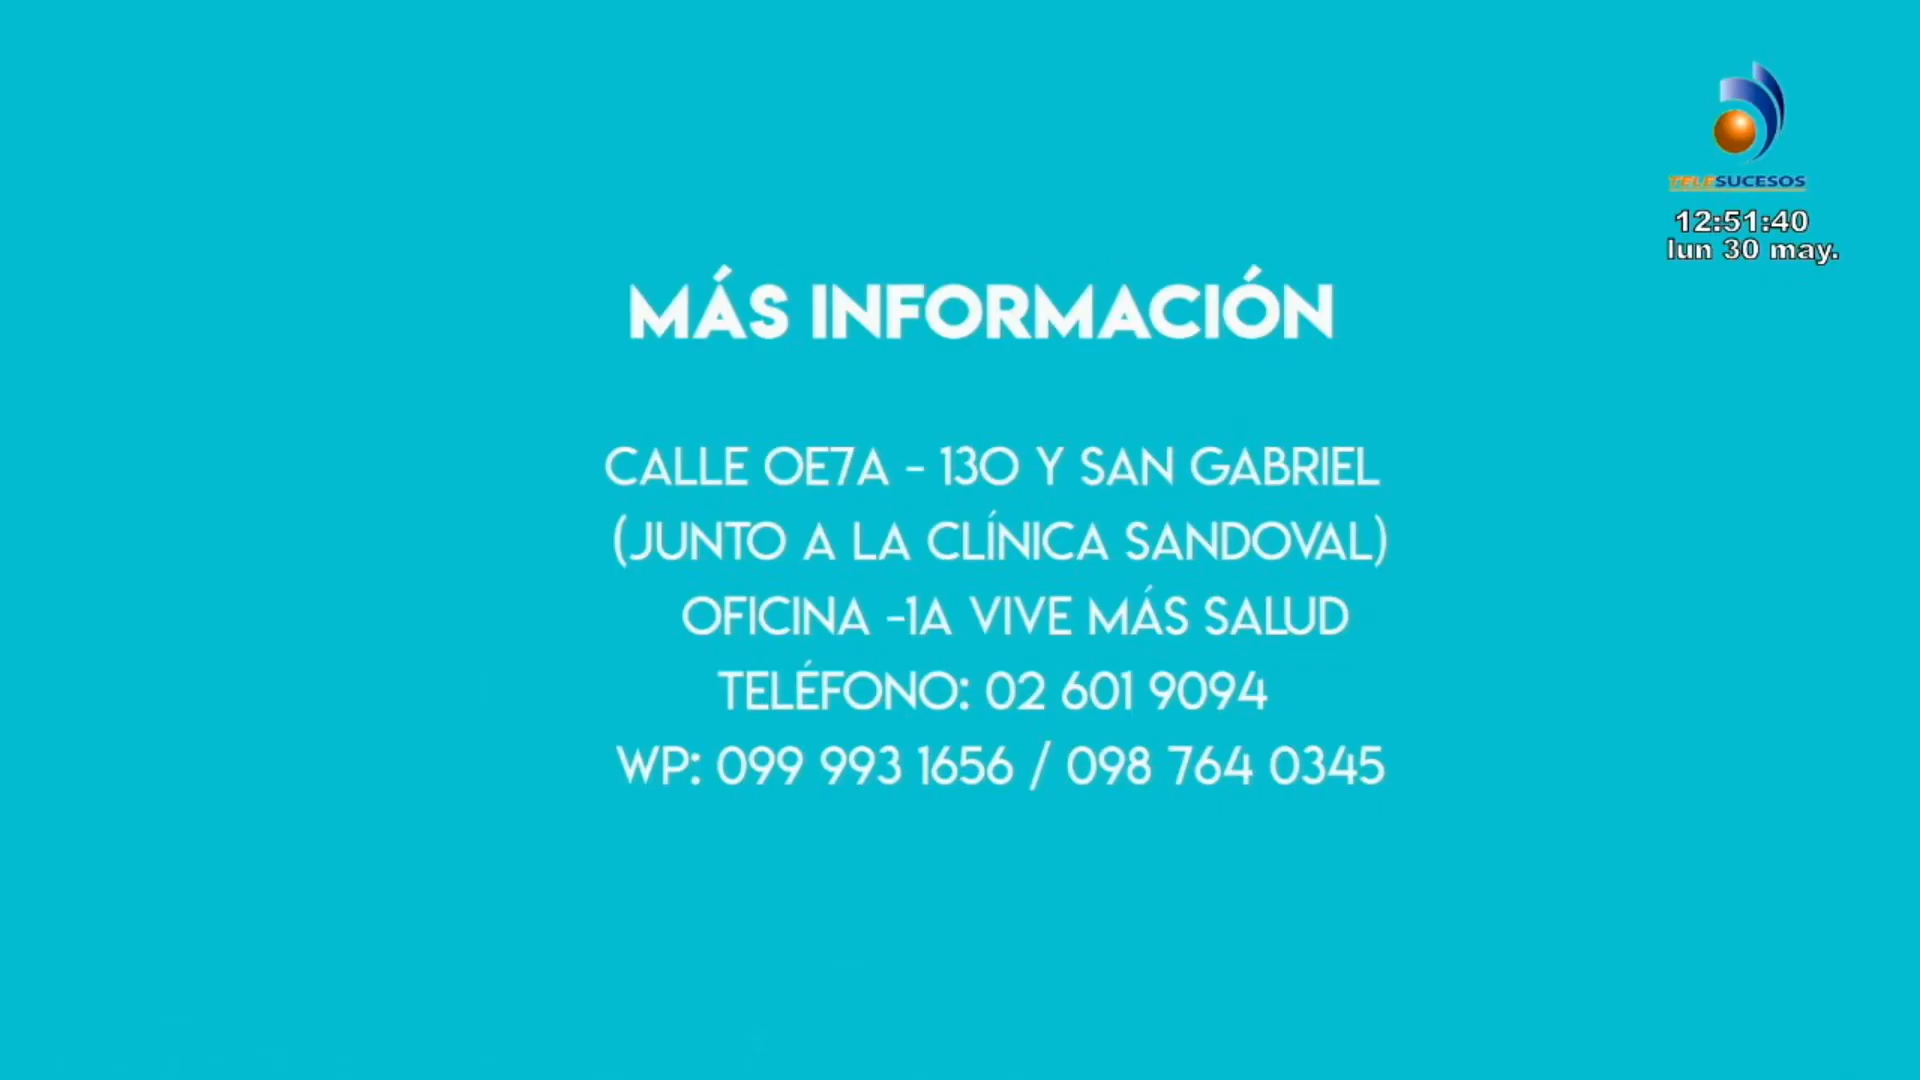 TELESUCESOS
12:51:40
lun 30 may.
MÁS INFORMACIÓN
CALLE OE7A - 130 Y SAN GABRIEL
(JUNTO A LA CLÍNICA SANDOVAL)
OFICINA -1A VIVE MÁS SALUD
TELÉFONO: 02 601 9094
WP: 099 993 1656 / 098 764 0345